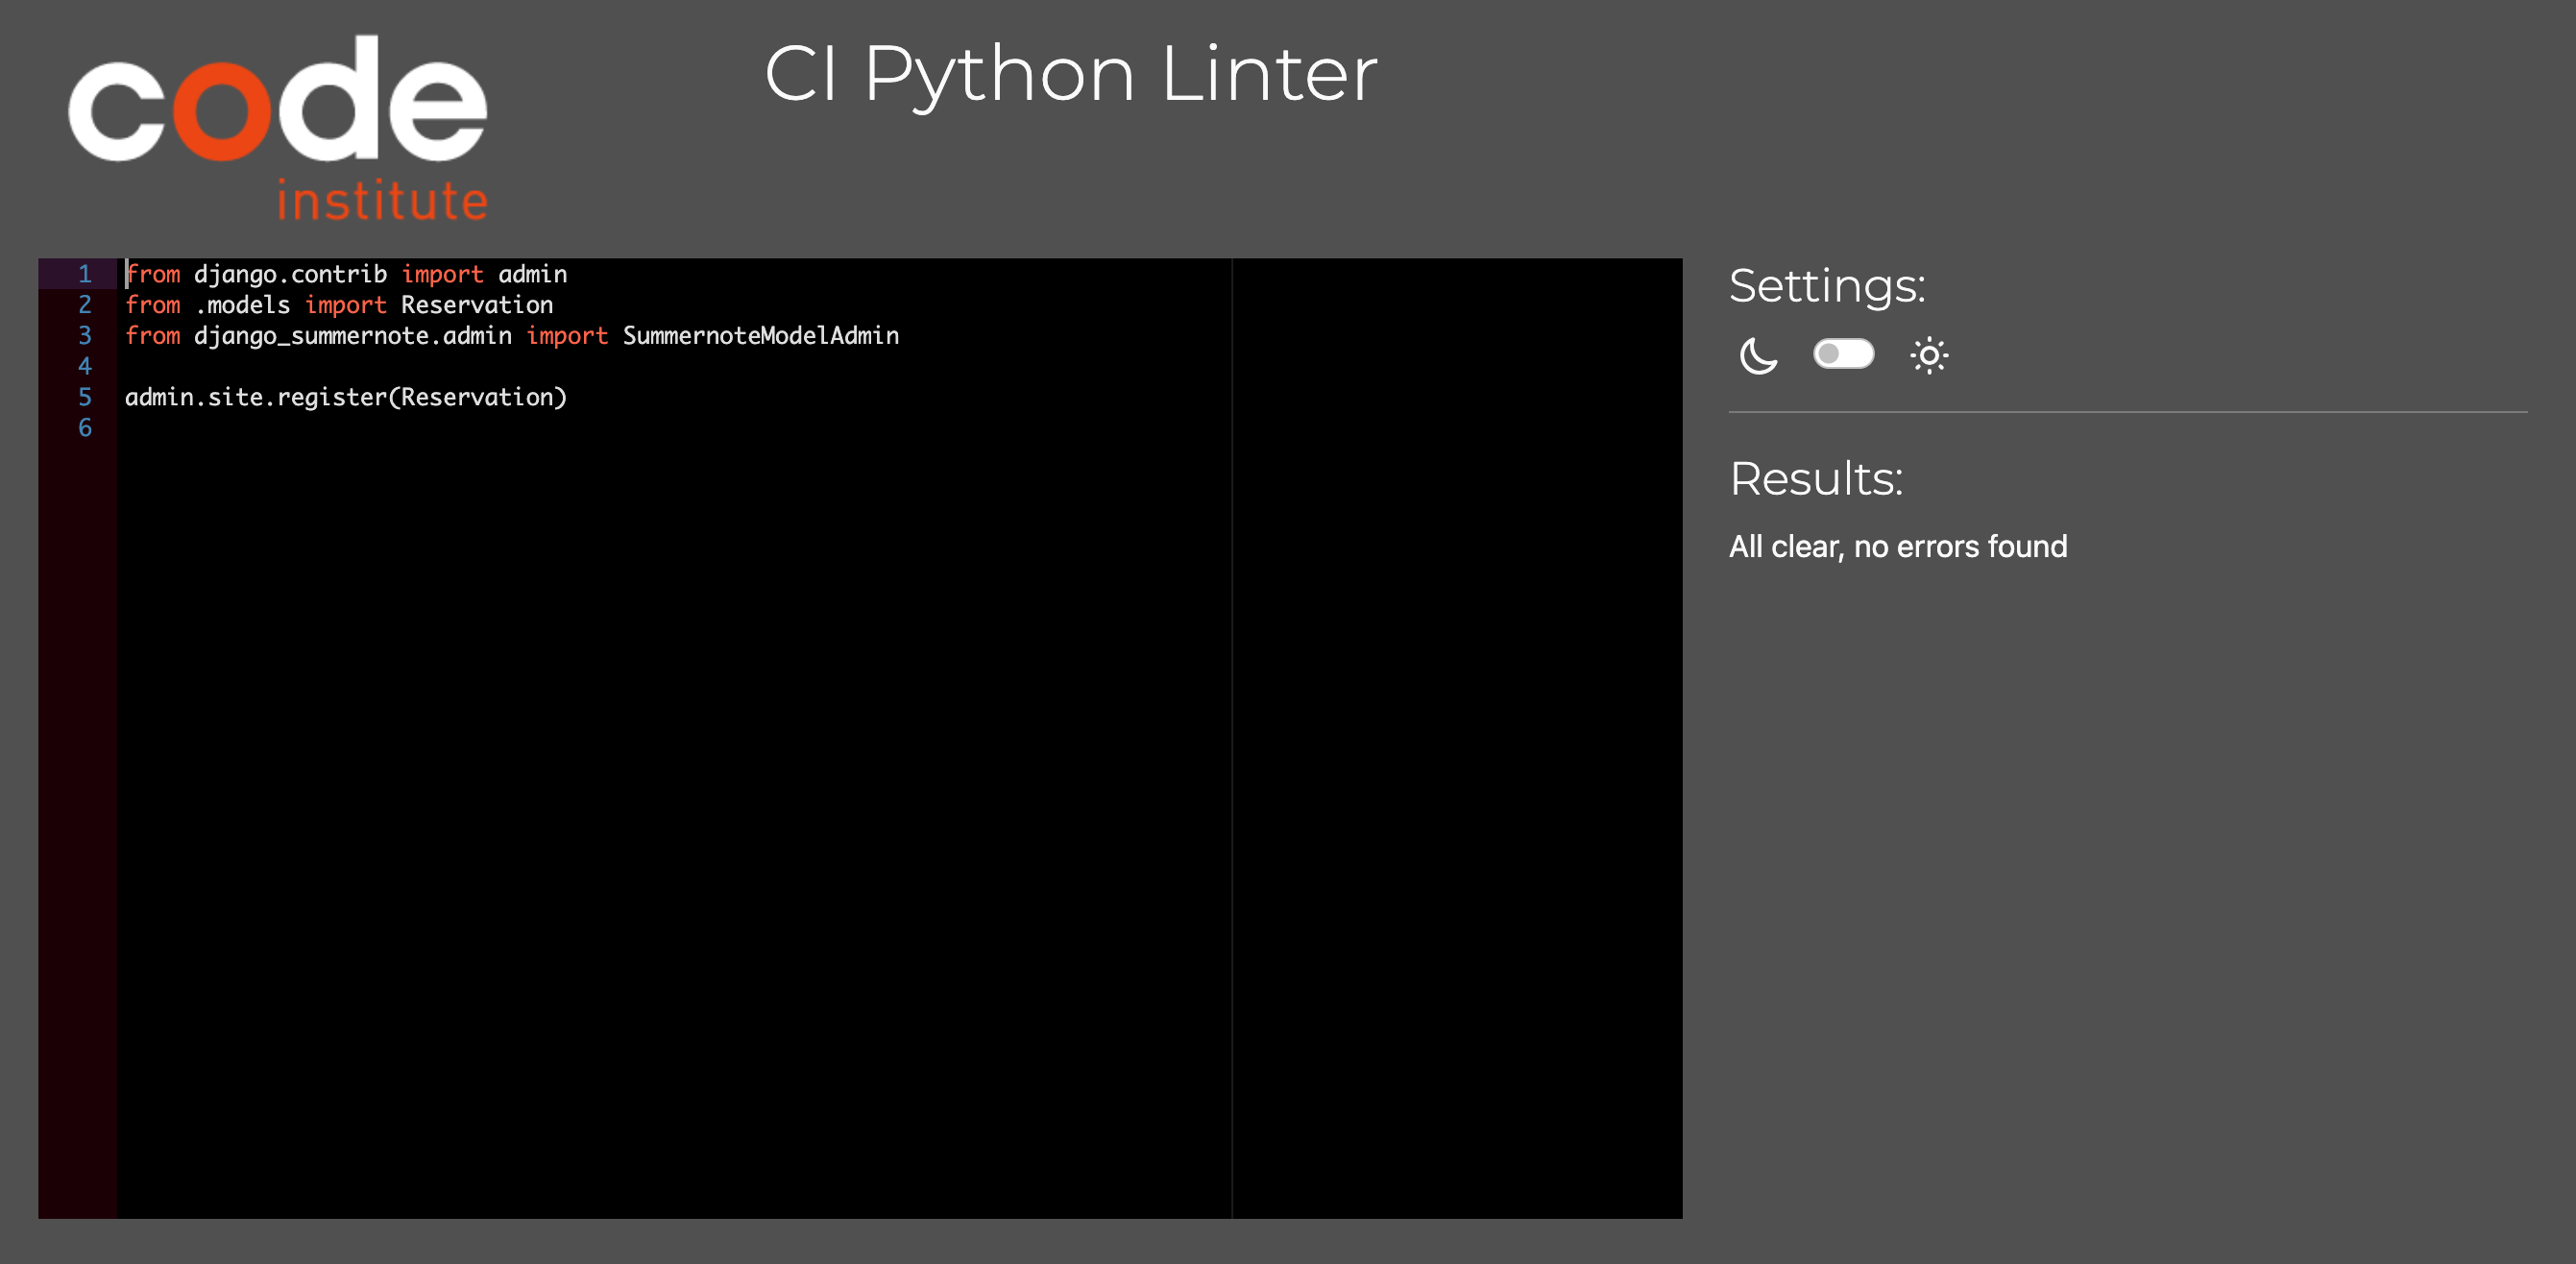 code
institute
CI Python Linter
1 from django.contrib import admin
2 from .models import Reservation
3 from django_summernote.admin import SummernoteModelAdmin
4
5 admin.site.register(Reservation)
6
Settings:
Results:
All clear, no errors found